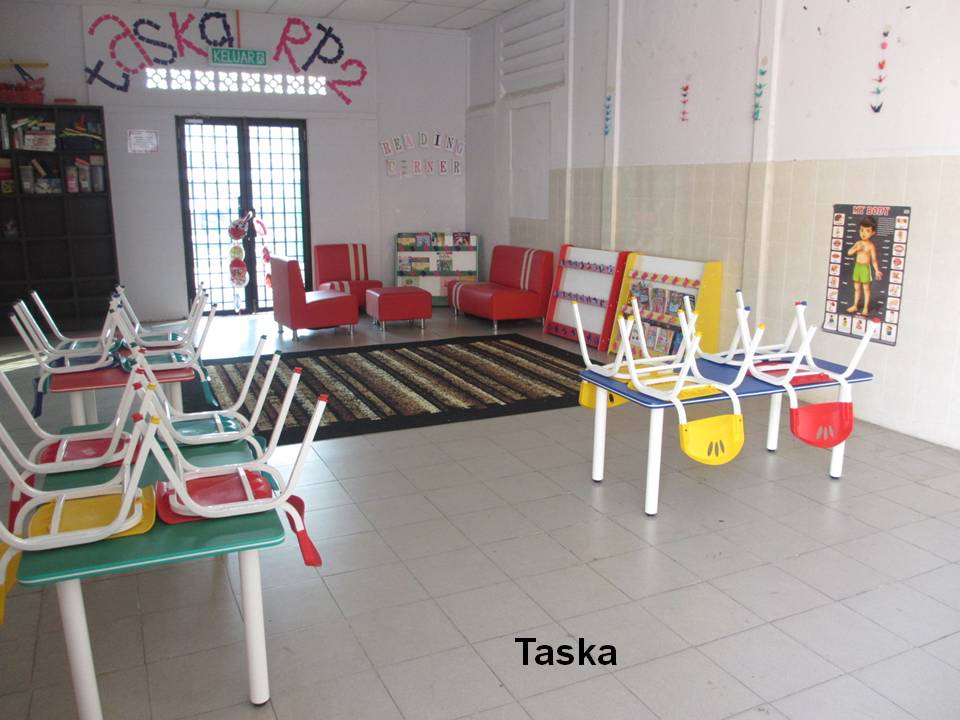 taska RP2
KELUAR
READING
CORNER
MY BODY
Taska